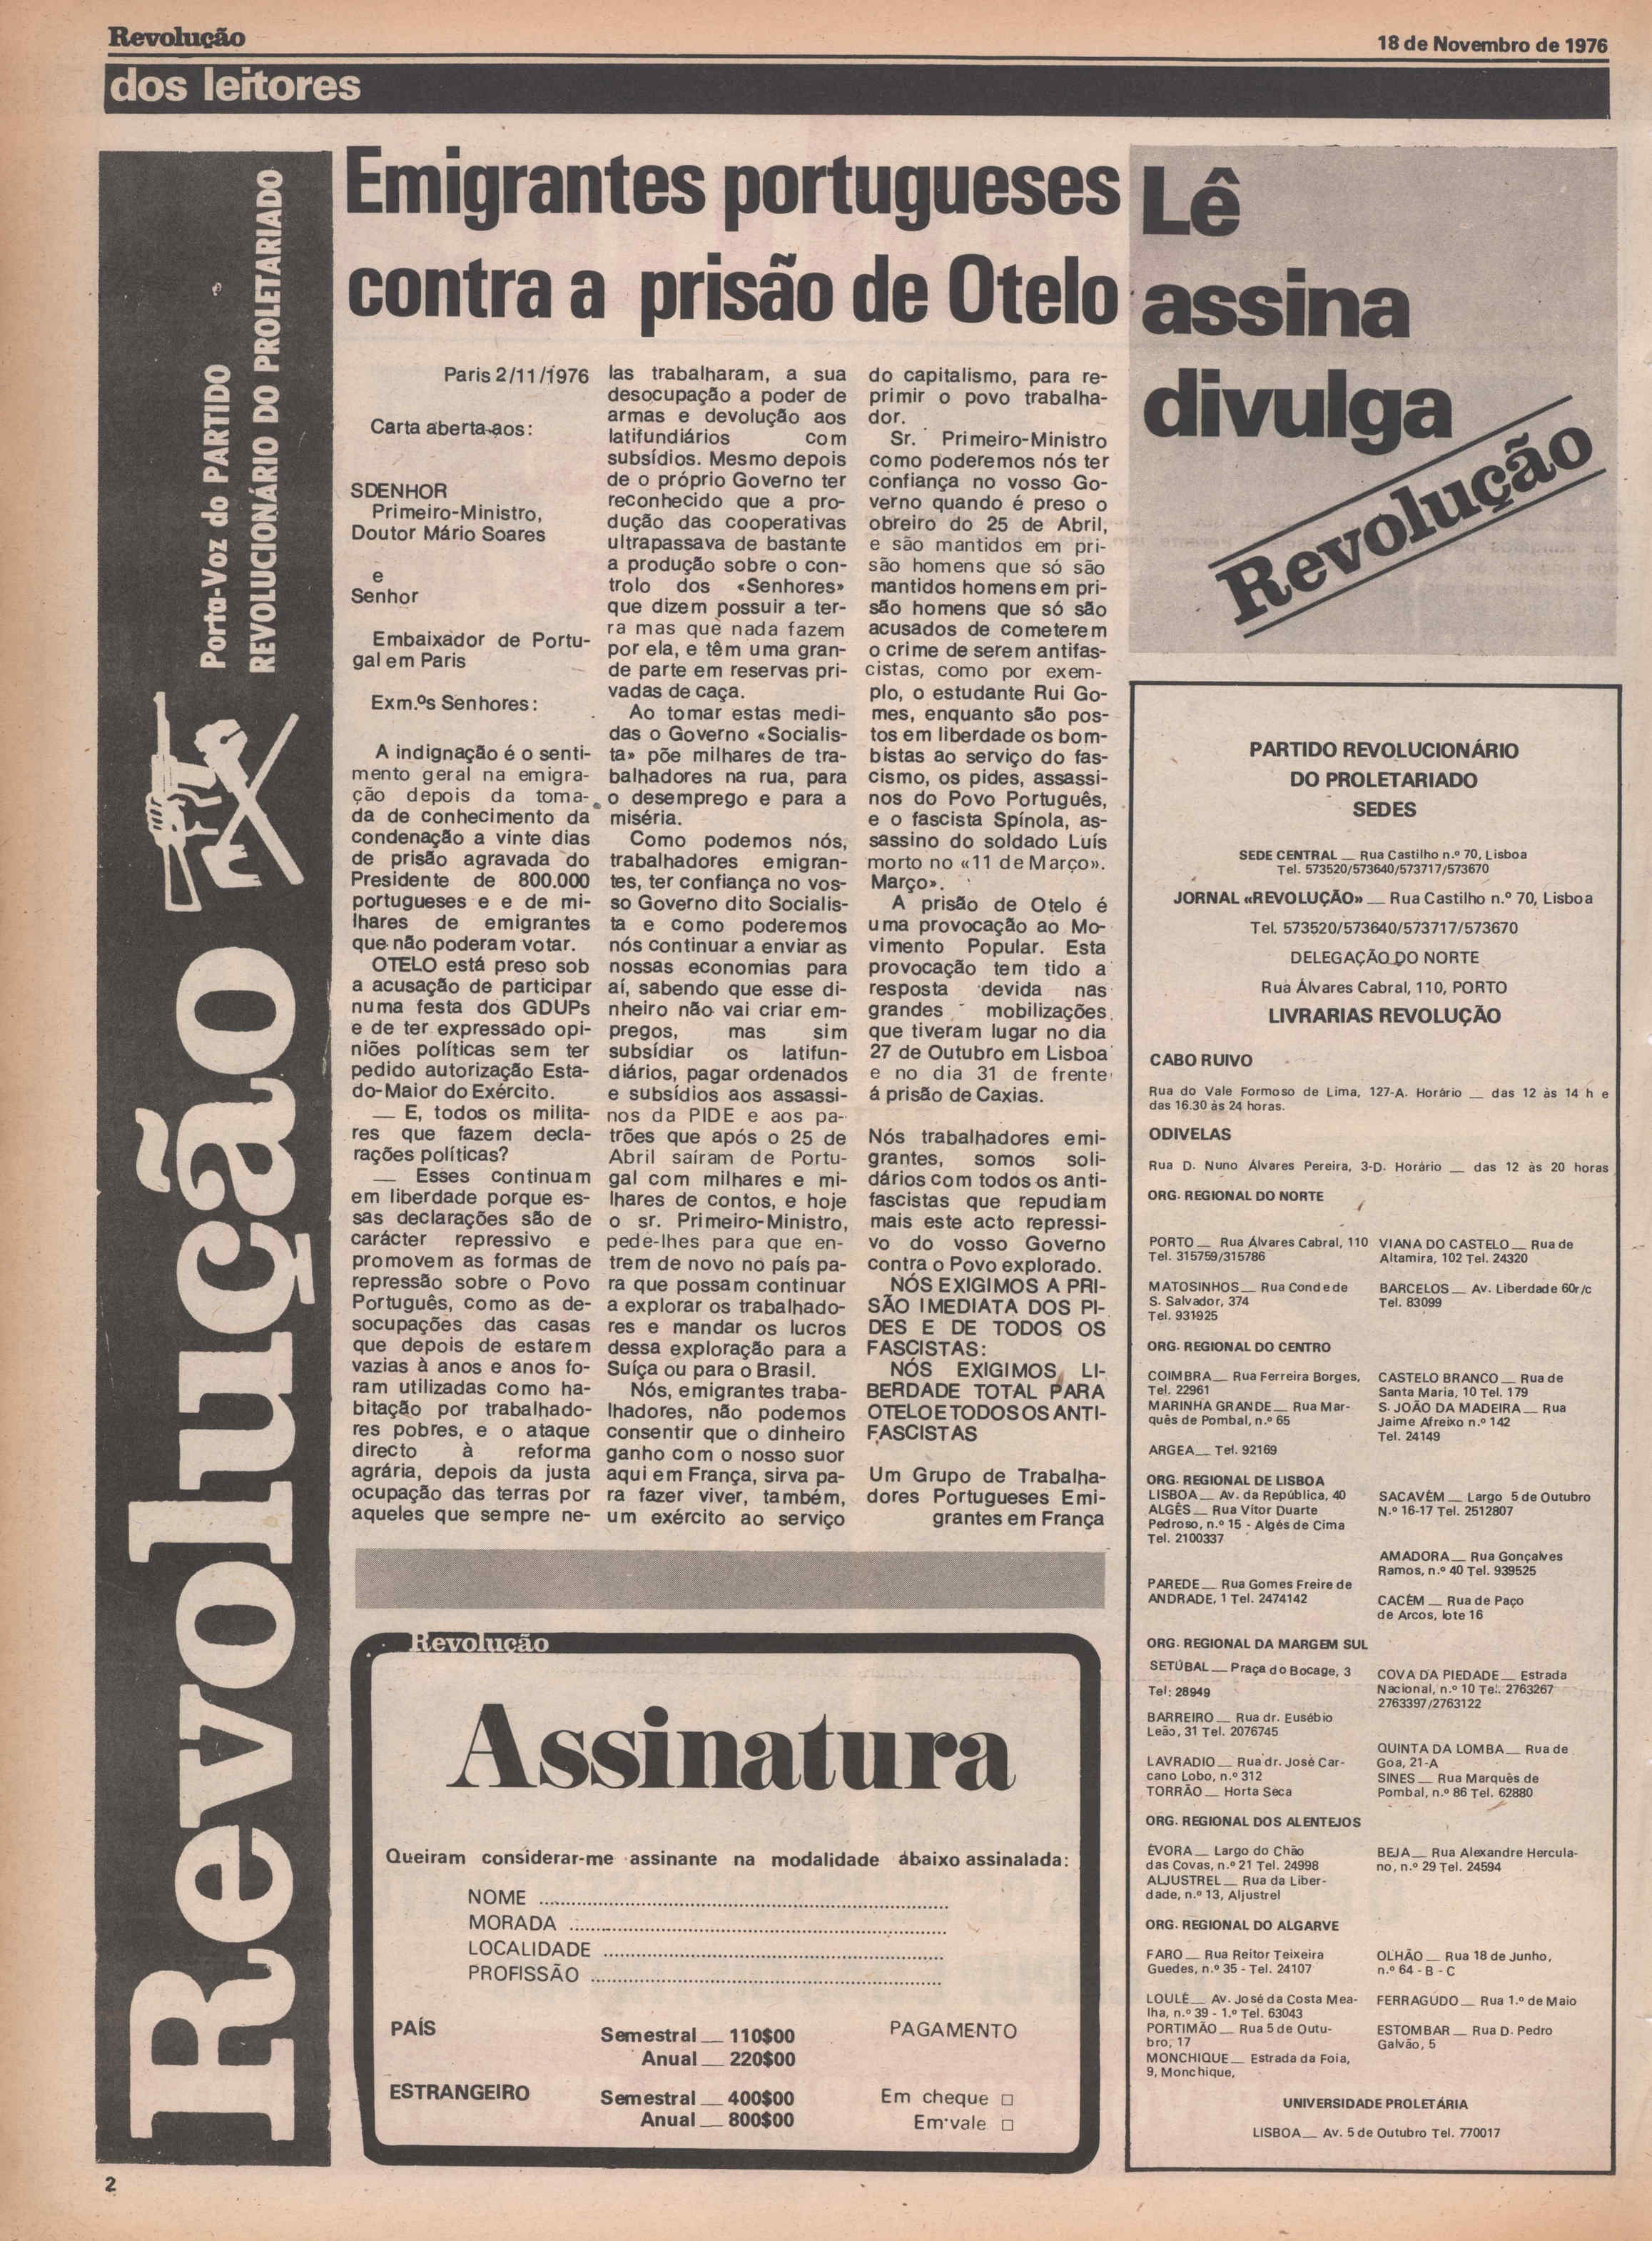 Revolução
18 de Novembro de 1976
dos leitores
Porta-Voz do PARTIDO
REVOLUCIONÁRIO DO PROLETARIADO
Revolução
Emigrantes portugueses
contra a prisão de Otelo
Paris 2/11/1976
Carta aberta aos:
SDENHOR
Primeiro-Ministro,
Doutor Mário Soares
e
Senhor
Embaixador de Portu-
gal em Paris
Exm.ºs Senhores:
A indignação é o senti-
mento geral na emigra-
ção depois da toma-
da de conhecimento da
condenação a vinte dias
de prisão agravada do
Presidente de 800.000
portugueses e e de mi-
lhares de emigrantes
que não poderam votar.
OTELO está preso sob
a acusação de participar
numa festa dos GDUPs
e de ter expressado opi-
niões políticas sem ter
pedido autorização Esta-
do-Maior do Exército.
— E, todos os milita-
res que fazem decla-
rações políticas?
— Esses continuam
em liberdade porque es-
sas declarações são de
carácter repressivo e
promovem as formas de
repressão sobre o Povo
Português, como as de-
socupações das casas
que depois de estarem
vazias à anos e anos fo-
ram utilizadas como ha-
bitação por trabalhado-
res pobres, e o ataque
directo à reforma
agrária, depois da justa
ocupação das terras por
aqueles que sempre ne-
las trabalharam, a sua
desocupação a poder de
armas e devolução aos
latifundiários com
subsídios. Mesmo depois
de o próprio Governo ter
reconhecido que a pro-
dução das cooperativas
ultrapassava de bastante
a produção sobre o con-
trolo dos «Senhores»
que dizem possuir a ter-
ra mas que nada fazem
por ela, e têm uma gran-
de parte em reservas pri-
vadas de caça.
Ao tomar estas medi-
das o Governo «Socialis-
ta» põe milhares de tra-
balhadores na rua, para
o desemprego e para a
miséria.
Como podemos nós,
trabalhadores emigran-
tes, ter confiança no vos-
so Governo dito Socialis-
ta e como poderemos
nós continuar a enviar as
nossas economias para
aí, sabendo que esse di-
nheiro não vai criar em-
pregos, mas sim
subsídiar os latifun-
diários, pagar ordenados
e subsídios aos assassi-
nos da PIDE e aos pa-
trões que após o 25 de
Abril saíram de Portu-
gal com milhares e mi-
lhares de contos, e hoje
o sr. Primeiro-Ministro,
pede-lhes para que en-
trem de novo no país pa-
ra que possam continuar
a explorar os trabalhado-
res e mandar os lucros
dessa exploração para a
Suíça ou para o Brasil.
Nós, emigrantes traba-
lhadores, não podemos
consentir que o dinheiro
ganho com o nosso suor
aqui em França, sirva pa-
ra fazer viver, também,
um exército ao serviço
do capitalismo, para re-
primir o povo trabalha-
dor.
Sr. Primeiro-Ministro
como poderemos nós ter
confiança no vosso Go-
verno quando é preso o
obreiro do 25 de Abril,
e são mantidos em pri-
são homens que só são
mantidos homens em pri-
são homens que só são
acusados de cometerem
o crime de serem antifas-
cistas, como por exem-
plo, o estudante Rui Go-
mes, enquanto são pos-
tos em liberdade os bom-
bistas ao serviço do fas-
cismo, os pides, assassi-
nos do Povo Português,
e o fascista Spínola, as-
sassino do soldado Luís
morto no «11 de Março».
Março».
A prisão de Otelo é
uma provocação ao Mo-
vimento Popular. Esta
provocação tem tido a
resposta devida nas
grandes mobilizações
que tiveram lugar no dia
27 de Outubro em Lisboa
e no dia 31 de frente
á prisão de Caxias.
Nós trabalhadores emi-
grantes, somos soli-
dários com todos os anti-
fascistas que repudiam
mais este acto repressi-
vo do vosso Governo
contra o Povo explorado.
NÓS EXIGIMOS A PRI-
SÃO IMEDIATA DOS PI-
DES E DE TODOS OS
FASCISTAS:
NÓS EXIGIMOS LI-
BERDADE TOTAL PARA
OTELO E TODOS OS ANTI-
FASCISTAS
Um Grupo de Trabalha-
dores Portugueses Emi-
grantes em França
Lê
assina
divulga
Revolução
PARTIDO REVOLUCIONÁRIO
DO PROLETARIADO
SEDES
SEDE CENTRAL — Rua Castilho n.º 70, Lisboa
Tel. 573520/573640/573717/573670
JORNAL «REVOLUÇÃO» — Rua Castilho n.º 70, Lisboa
Tel. 573520/573640/573717/573670
DELEGAÇÃO DO NORTE
Rua Álvares Cabral, 110, PORTO
LIVRARIAS REVOLUÇÃO
CABO RUIVO
Rua do Vale Formoso de Lima, 127-A. Horário — das 12 às 14 h e
das 16.30 às 24 horas.
ODIVELAS
Rua D. Nuno Álvares Pereira, 3-D. Horário — das 12 às 20 horas
ORG. REGIONAL DO NORTE
PORTO — Rua Álvares Cabral, 110
Tel. 315759/315786
MATOSINHOS — Rua Conde de
S. Salvador, 374
Tel. 931925
VIANA DO CASTELO — Rua de
Altamira, 102 Tel. 24320
BARCELOS — Av. Liberdade 60r/c
Tel. 83099
ORG. REGIONAL DO CENTRO
COIMBRA — Rua Ferreira Borges,
Tel. 22961
MARINHA GRANDE — Rua Mar-
quês de Pombal, n.º 65
ARGEA — Tel. 92169
CASTELO BRANCO — Rua de
Santa Maria, 10 Tel. 179
S. JOÃO DA MADEIRA — Rua
Jaime Afreixo n.º 142
Tel. 24149
ORG. REGIONAL DE LISBOA
LISBOA — Av. da República, 40
ALGÉS — Rua Vítor Duarte
Pedroso, n.º 15 - Algés de Cima
Tel. 2100337
PAREDE — Rua Gomes Freire de
ANDRADE, 1 Tel. 2474142
SACAVÉM — Largo 5 de Outubro
N.º 16-17 Tel. 2512807
AMADORA — Rua Gonçalves
Ramos, n.º 40 Tel. 939525
CACÉM — Rua de Paço
de Arcos, lote 16
ORG. REGIONAL DA MARGEM SUL
SETÚBAL — Praça do Bocage, 3
Tel: 28949
BARREIRO — Rua dr. Eusébio
Leão, 31 Tel. 2076745
LAVRADIO — Rua dr. José Car-
cano Lobo, n.º 312
TORRÃO — Horta Seca
COVA DA PIEDADE — Estrada
Nacional, n.º 10 Tel. 2763267
2763397/2763122
QUINTA DA LOMBA — Rua de
Goa, 21-A
SINES — Rua Marquês de
Pombal, n.º 86 Tel. 62880
ORG. REGIONAL DOS ALENTEJOS
ÉVORA — Largo do Chão
das Covas, n.º 21 Tel. 24998
ALJUSTREL — Rua da Liber-
dade, n.º 13, Aljustrel
BEJA — Rua Alexandre Hercula-
no, n.º 29 Tel. 24594
ORG. REGIONAL DO ALGARVE
FARO — Rua Reitor Teixeira
Guedes, n.º 35 - Tel. 24107
LOULÉ — Av. José da Costa Mea-
lha, n.º 39 - 1.º Tel. 63043
PORTIMÃO — Rua 5 de Outu-
bro, 17
MONCHIQUE — Estrada da Foia,
9, Monchique,
OLHÃO — Rua 18 de Junho,
n.º 64 - B - C
FERRAGUDO — Rua 1.º de Maio
ESTOMBAR — Rua D. Pedro
Galvão, 5
UNIVERSIDADE PROLETÁRIA
LISBOA — Av. 5 de Outubro Tel. 770017
Revolução
Assinatura
Queiram considerar-me assinante na modalidade abaixo assinalada:
NOME
MORADA
LOCALIDADE
PROFISSÃO
PAÍS Semestral — 110$00 PAGAMENTO
Anual — 220$00
ESTRANGEIRO Semestral — 400$00 Em cheque □
Anual — 800$00 Em vale □
2